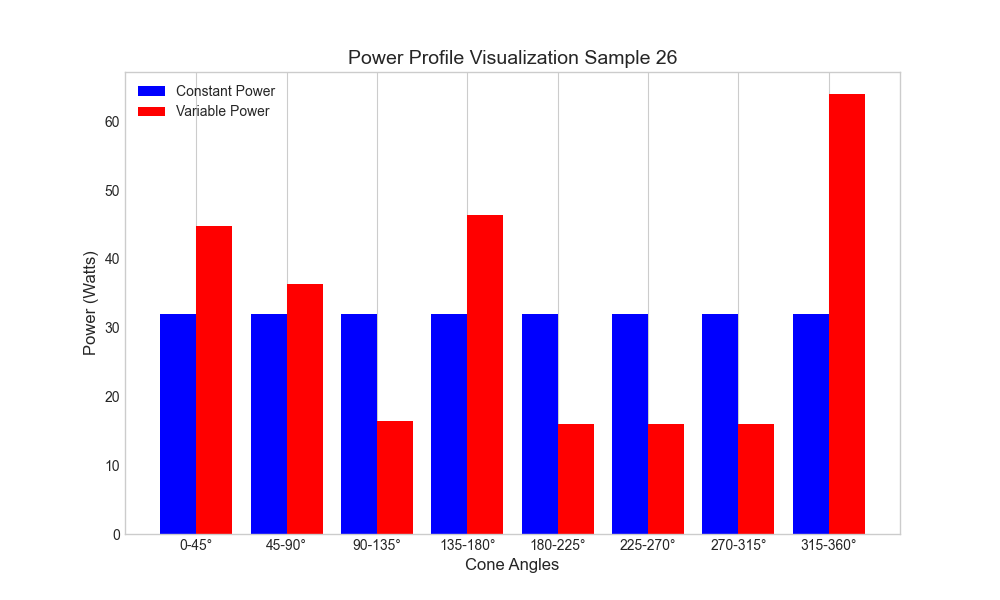 Power Profile Visualization Sample 26
Constant Power
Variable Power
Power (Watts)
60
50
40
30
20
10
0
0-45° 45-90° 90-135° 135-180° 180-225° 225-270° 270-315° 315-360°
Cone Angles